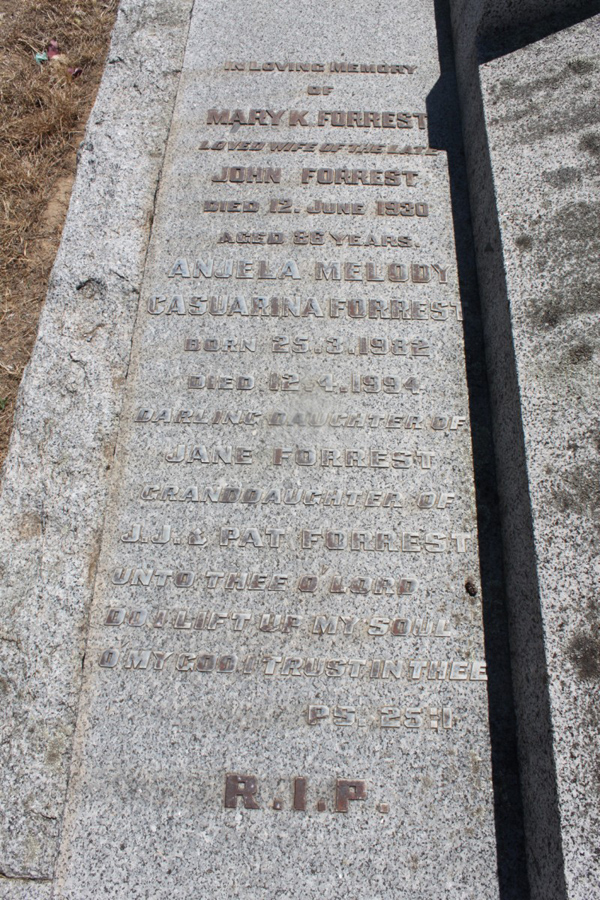 IN LOVING MEMORY
OF
MARY K. FORREST
LOVED WIFE OF THE LATE
JOHN FORREST
DIED 12. JUNE 1930
AGED 86 YEARS.
ANJELA MELODY
CASUARINA FORREST
BORN 25.3.1982
DIED 12.4.1994
DARLING DAUGHTER OF
JANE FORREST
GRANDDAUGHTER OF
J.J. & PAT FORREST
UNTO THEE O LORD
DO I LIFT UP MY SOUL
O MY GOD I TRUST IN THEE
PS. 25:1
R.I.P.